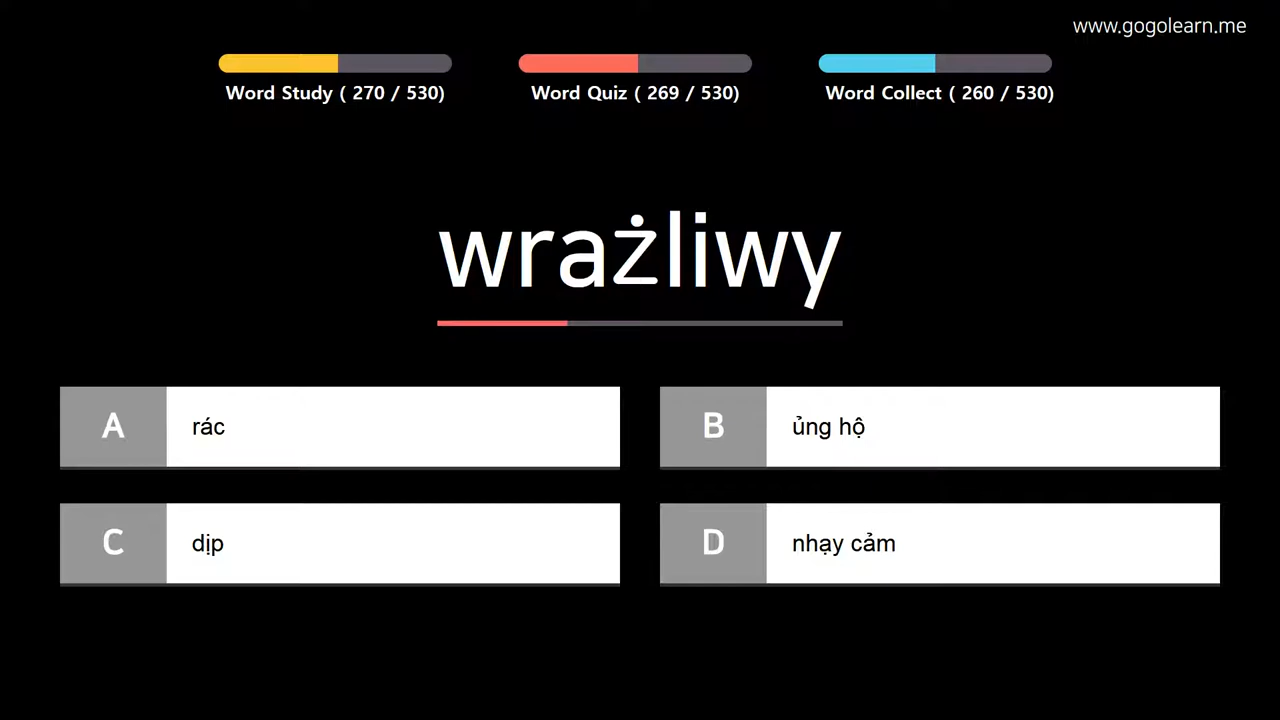 www.gogolearn.me
Word Study ( 270 / 530)
Word Quiz ( 269 / 530)
Word Collect ( 260 / 530)
wrażliwy
A rác
B ủng hộ
C dịp
D nhạy cảm